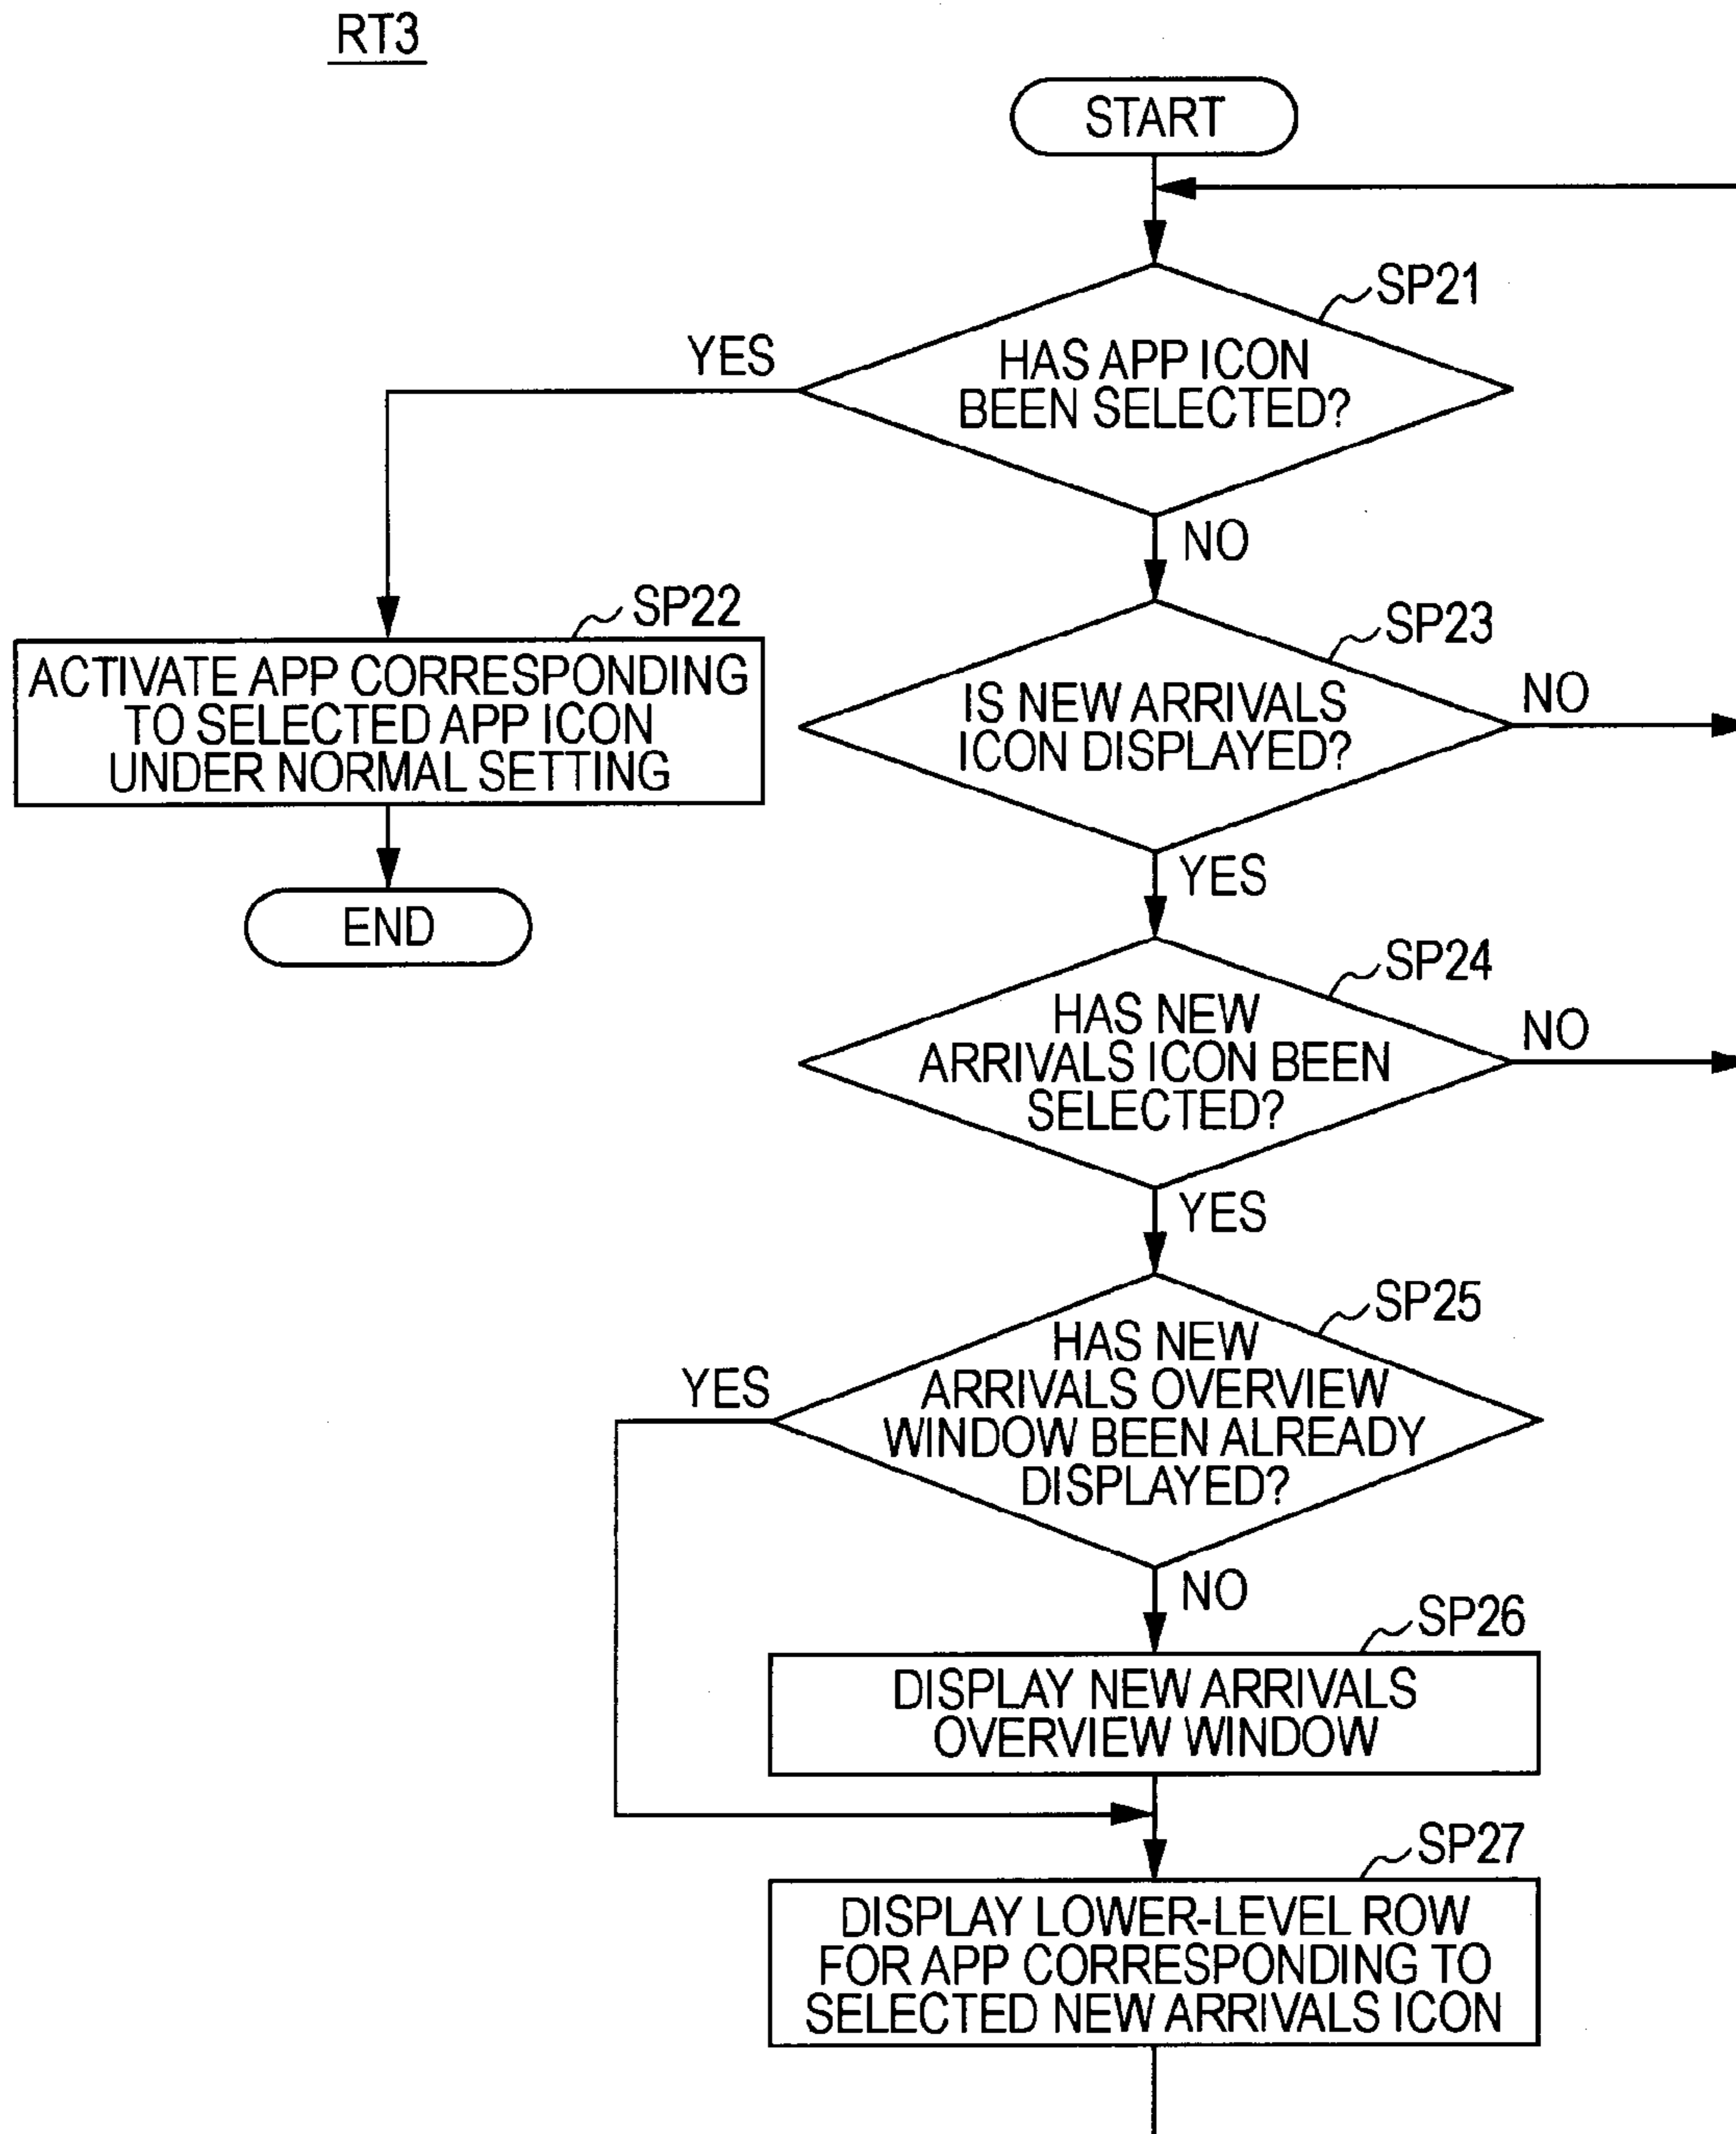 RT3
START
SP21
YES
HAS APP ICON
BEEN SELECTED?
NO
SP22
ACTIVATE APP CORRESPONDING
TO SELECTED APP ICON
UNDER NORMAL SETTING
END
SP23
IS NEW ARRIVALS
ICON DISPLAYED?
NO
YES
SP24
HAS NEW
ARRIVALS ICON BEEN
SELECTED?
NO
YES
SP25
HAS NEW
ARRIVALS OVERVIEW
WINDOW BEEN ALREADY
DISPLAYED?
YES
NO
SP26
DISPLAY NEW ARRIVALS
OVERVIEW WINDOW
SP27
DISPLAY LOWER-LEVEL ROW
FOR APP CORRESPONDING TO
SELECTED NEW ARRIVALS ICON